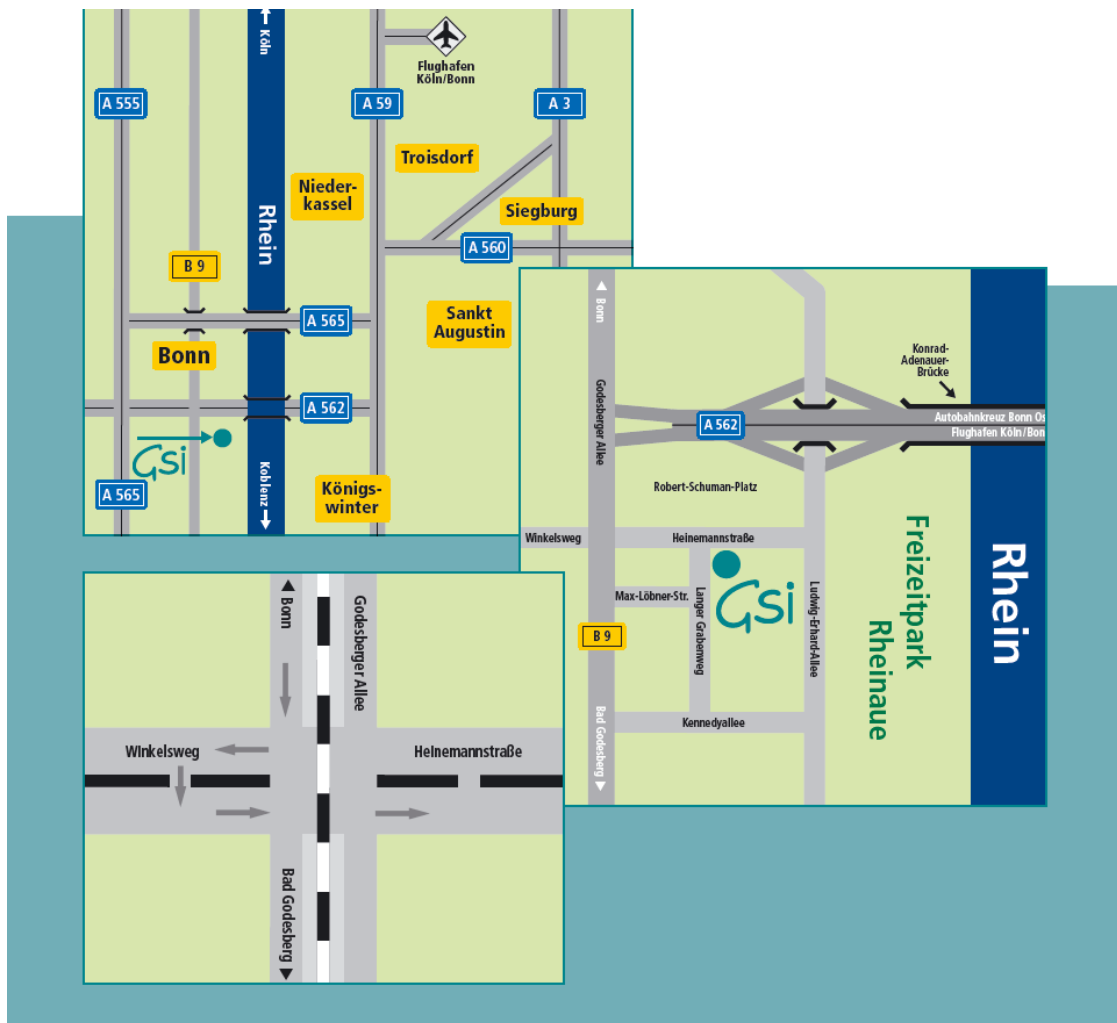 Köln
Flughafen
Köln/Bonn
A 555
A 59
A 3
Troisdorf
Nieder-
kassel
Siegburg
Rhein
A 560
B 9
A 565
Sankt
Augustin
Bonn
A 562
Gsi
A 565
Koblenz
Königs-
winter
Bonn
Godesberger Allee
Konrad-
Adenauer-
Brücke
A 562
Autobahnkreuz Bonn Os
Flughafen Köln/Bon
Robert-Schuman-Platz
Winkelsweg
Heinemannstraße
Gsi
Max-Löbner-Str.
Langer Grabenweg
Ludwig-Erhard-Allee
Freizeitpark
Rheinaue
Rhein
B 9
Bad Godesberg
Kennedyallee
Bonn
Godesberger Allee
Winkelsweg
Heinemannstraße
Bad Godesberg